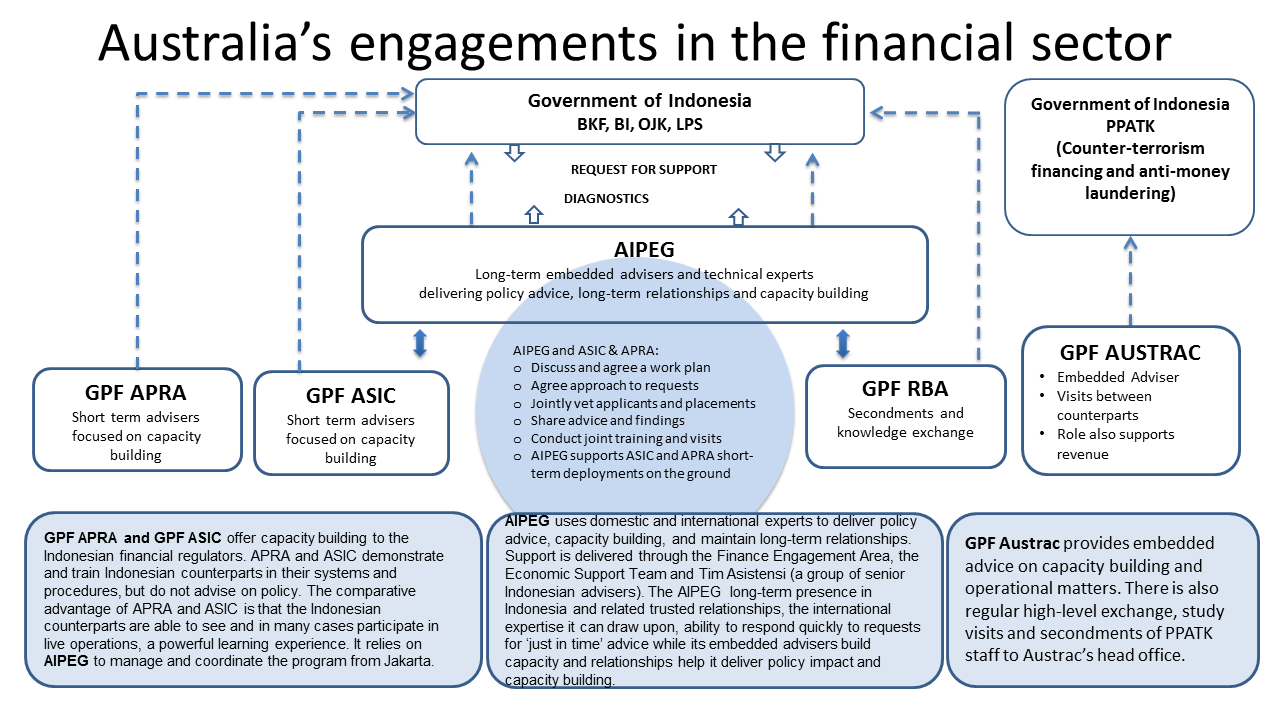 Australia’s engagements in the financial sector
Government of Indonesia
BKF, BI, OJK, LPS
Government of Indonesia
PPATK
(Counter-terrorism
financing and anti-money
laundering)
REQUEST FOR SUPPORT
DIAGNOSTICS
AIPEG
Long-term embedded advisers and technical experts
delivering policy advice, long-term relationships and capacity building
GPF APRA
Short term advisers
focused on capacity
building
GPF ASIC
Short term advisers
focused on capacity
building
AIPEG and ASIC & APRA:
o Discuss and agree a work plan
o Agree approach to requests
o Jointly vet applicants and placements
o Share advice and findings
o Conduct joint training and visits
o AIPEG supports ASIC and APRA short-
term deployments on the ground
GPF RBA
Secondments and
knowledge exchange
GPF AUSTRAC
• Embedded Adviser
• Visits between
counterparts
• Role also supports
revenue
GPF APRA and GPF ASIC offer capacity building to the
Indonesian financial regulators. APRA and ASIC demonstrate
and train Indonesian counterparts in their systems and
procedures, but do not advise on policy. The comparative
advantage of APRA and ASIC is that the Indonesian
counterparts are able to see and in many cases participate in
live operations, a powerful learning experience. It relies on
AIPEG to manage and coordinate the program from Jakarta.
AIPEG uses domestic and international experts to deliver policy
advice, capacity building, and maintain long-term relationships.
Support is delivered through the Finance Engagement Area, the
Economic Support Team and Tim Asistensi (a group of senior
Indonesian advisers). The AIPEG long-term presence in
Indonesia and related trusted relationships, the international
expertise it can draw upon, ability to respond quickly to requests
for ‘just in time’ advice while its embedded advisers build
capacity and relationships help it deliver policy impact and
capacity building.
GPF Austrac provides embedded
advice on capacity building and
operational matters. There is also
regular high-level exchange, study
visits and secondments of PPATK
staff to Austrac’s head office.